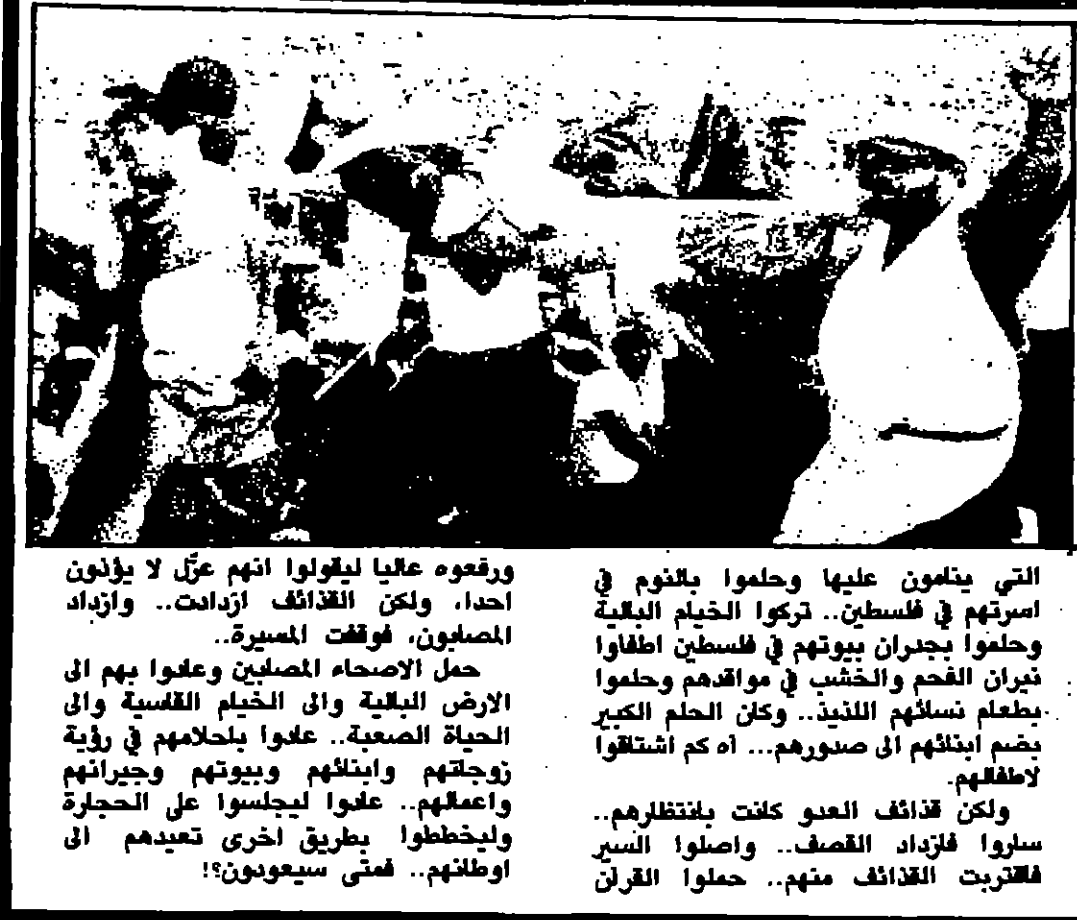 التي ينامون عليها وحلموا بالنوم في
اسرتهم في فلسطين.. تركوا الخيام البالية
وحلموا بجدران بيوتهم في فلسطين اطفاوا
نيران الفحم والخشب في مواقدهم وحلموا
بطعام نسائهم اللذيذ.. وكان الحلم الكبير
بضم ابنائهم الى صدورهم... آه كم اشتاقوا
لاطفالهم.
ولكن قذائف العدو كانت بانتظارهم..
ساروا فازداد القصف.. واصلوا السير
فاقتربت القذائف منهم.. حملوا القرآن
ورفعوه عاليا ليقولوا انهم عزّل لا يؤذون
احدا، ولكن القذائف ازدادت.. وازداد
المصابون، فوقفت المسيرة..
حمل الاصحاء المصابين وعادوا بهم الى
الارض البالية والى الخيام القاسية والى
الحياة الصعبة.. عادوا باحلامهم في رؤية
زوجاتهم وابنائهم وبيوتهم وجيرانهم
واعمالهم.. عادوا ليجلسوا على الحجارة
وليخططوا بطريق اخرى تعيدهم الى
اوطانهم.. فمتى سيعودون؟!